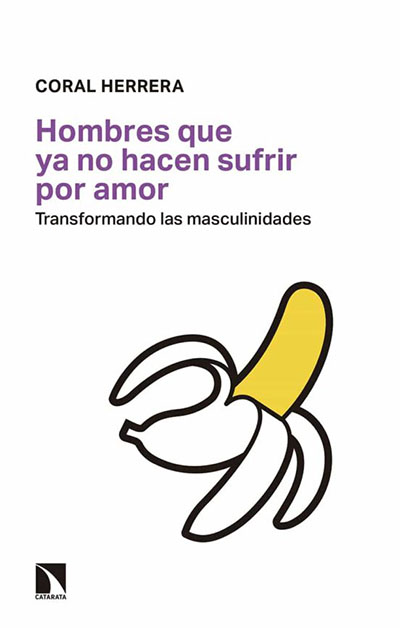 CORAL HERRERA
Hombres que
ya no hacen sufrir
por amor
Transformando las masculinidades
CATARATA